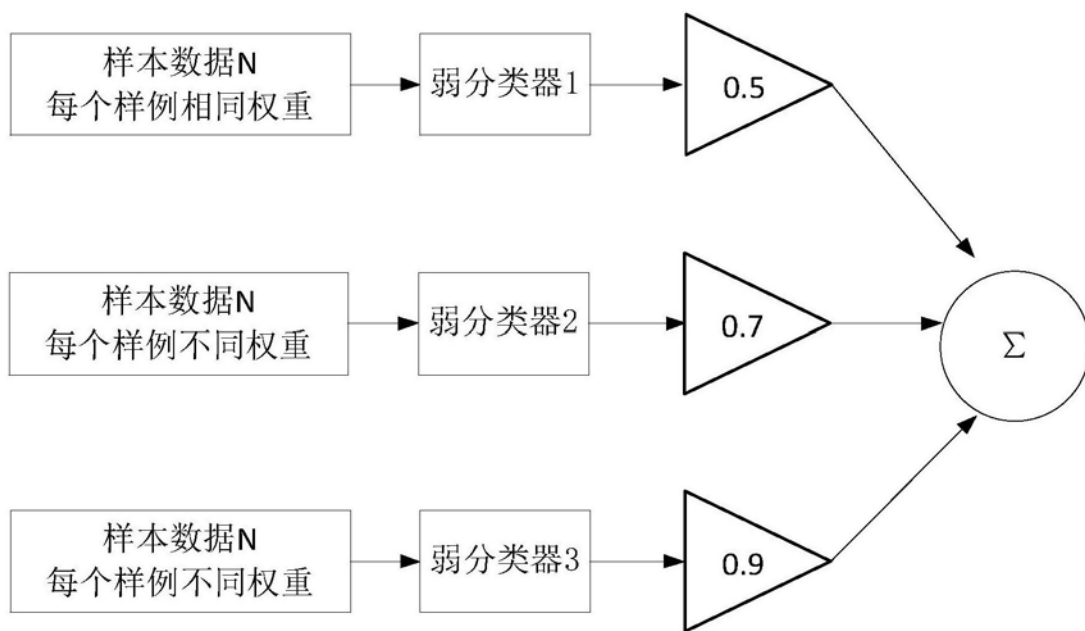 样本数据N
每个样例相同权重
弱分类器1
0.5
样本数据N
每个样例不同权重
弱分类器2
0.7
Σ
样本数据N
每个样例不同权重
弱分类器3
0.9